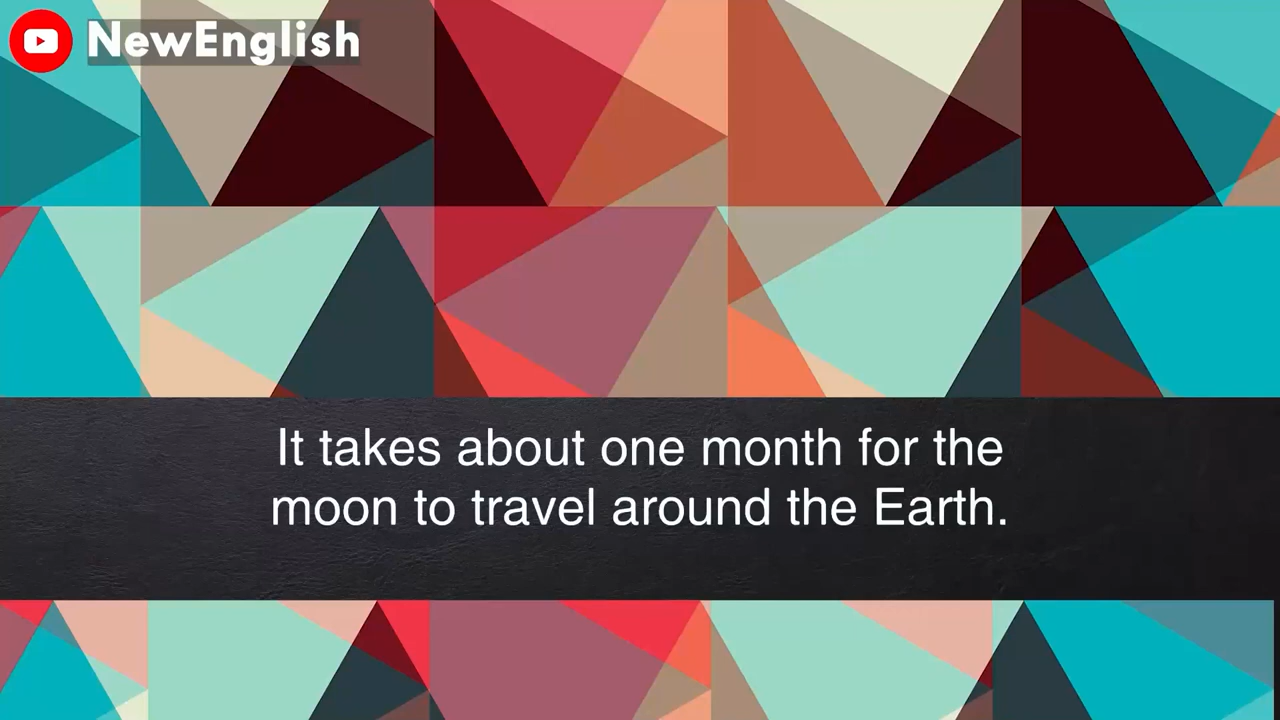 NewEnglish
It takes about one month for the
moon to travel around the Earth.